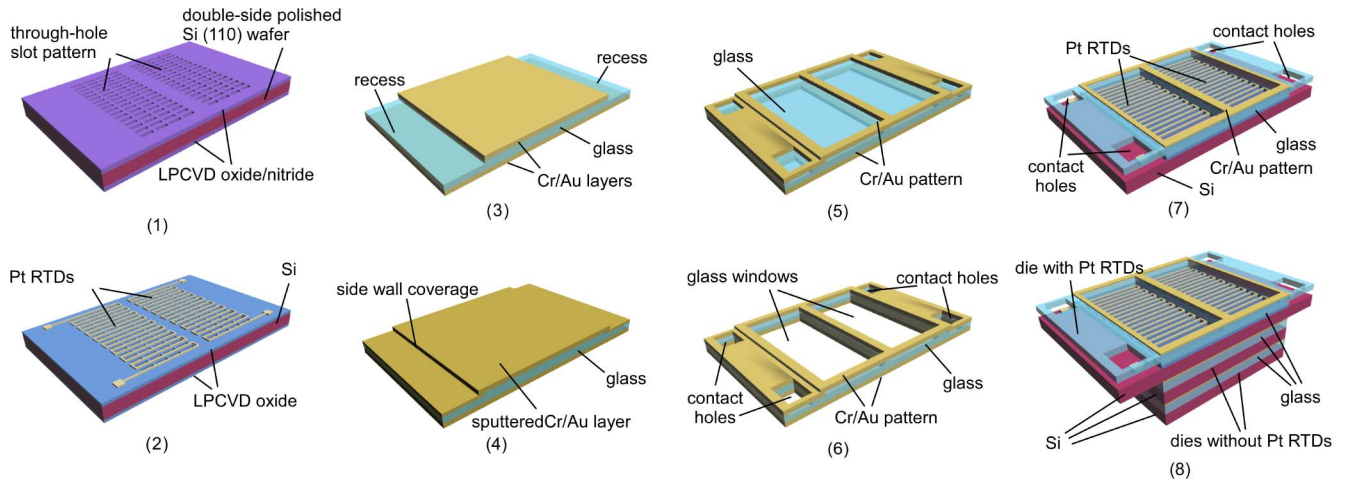 through-hole
slot pattern
double-side polished
Si (110) wafer
LPCVD oxide/nitride
(1)
Pt RTDs
Si
LPCVD oxide
(2)
recess
recess
glass
Cr/Au layers
(3)
side wall coverage
glass
sputteredCr/Au layer
(4)
glass
Cr/Au pattern
(5)
glass windows
contact holes
contact
holes
glass
Cr/Au pattern
(6)
Pt RTDs
contact holes
glass
contact
holes
Cr/Au pattern
Si
(7)
die with Pt RTDs
glass
Si
dies without Pt RTDs
(8)